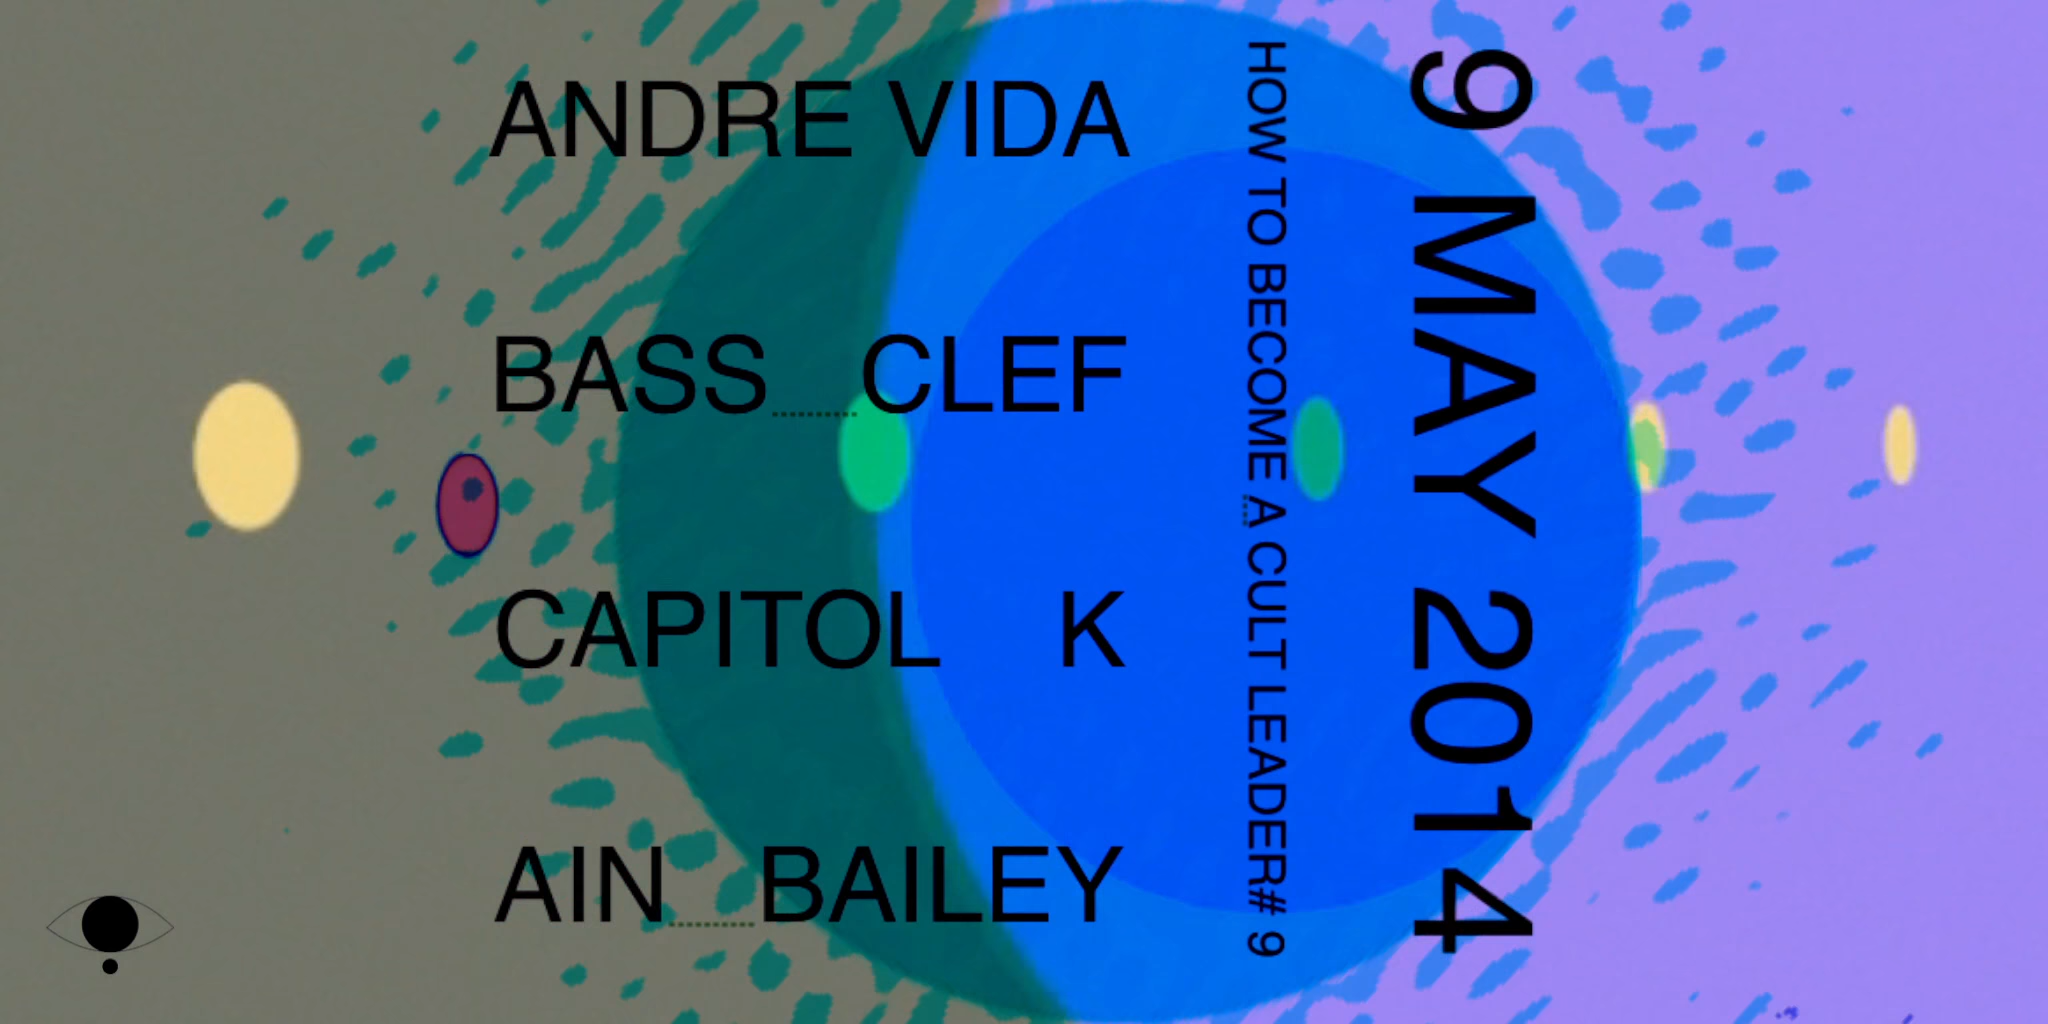 ANDRE VIDA
BASS CLEF
CAPITOL K
AIN BAILEY
HOW TO BECOME A CULT LEADER# 9
9 MAY 2014